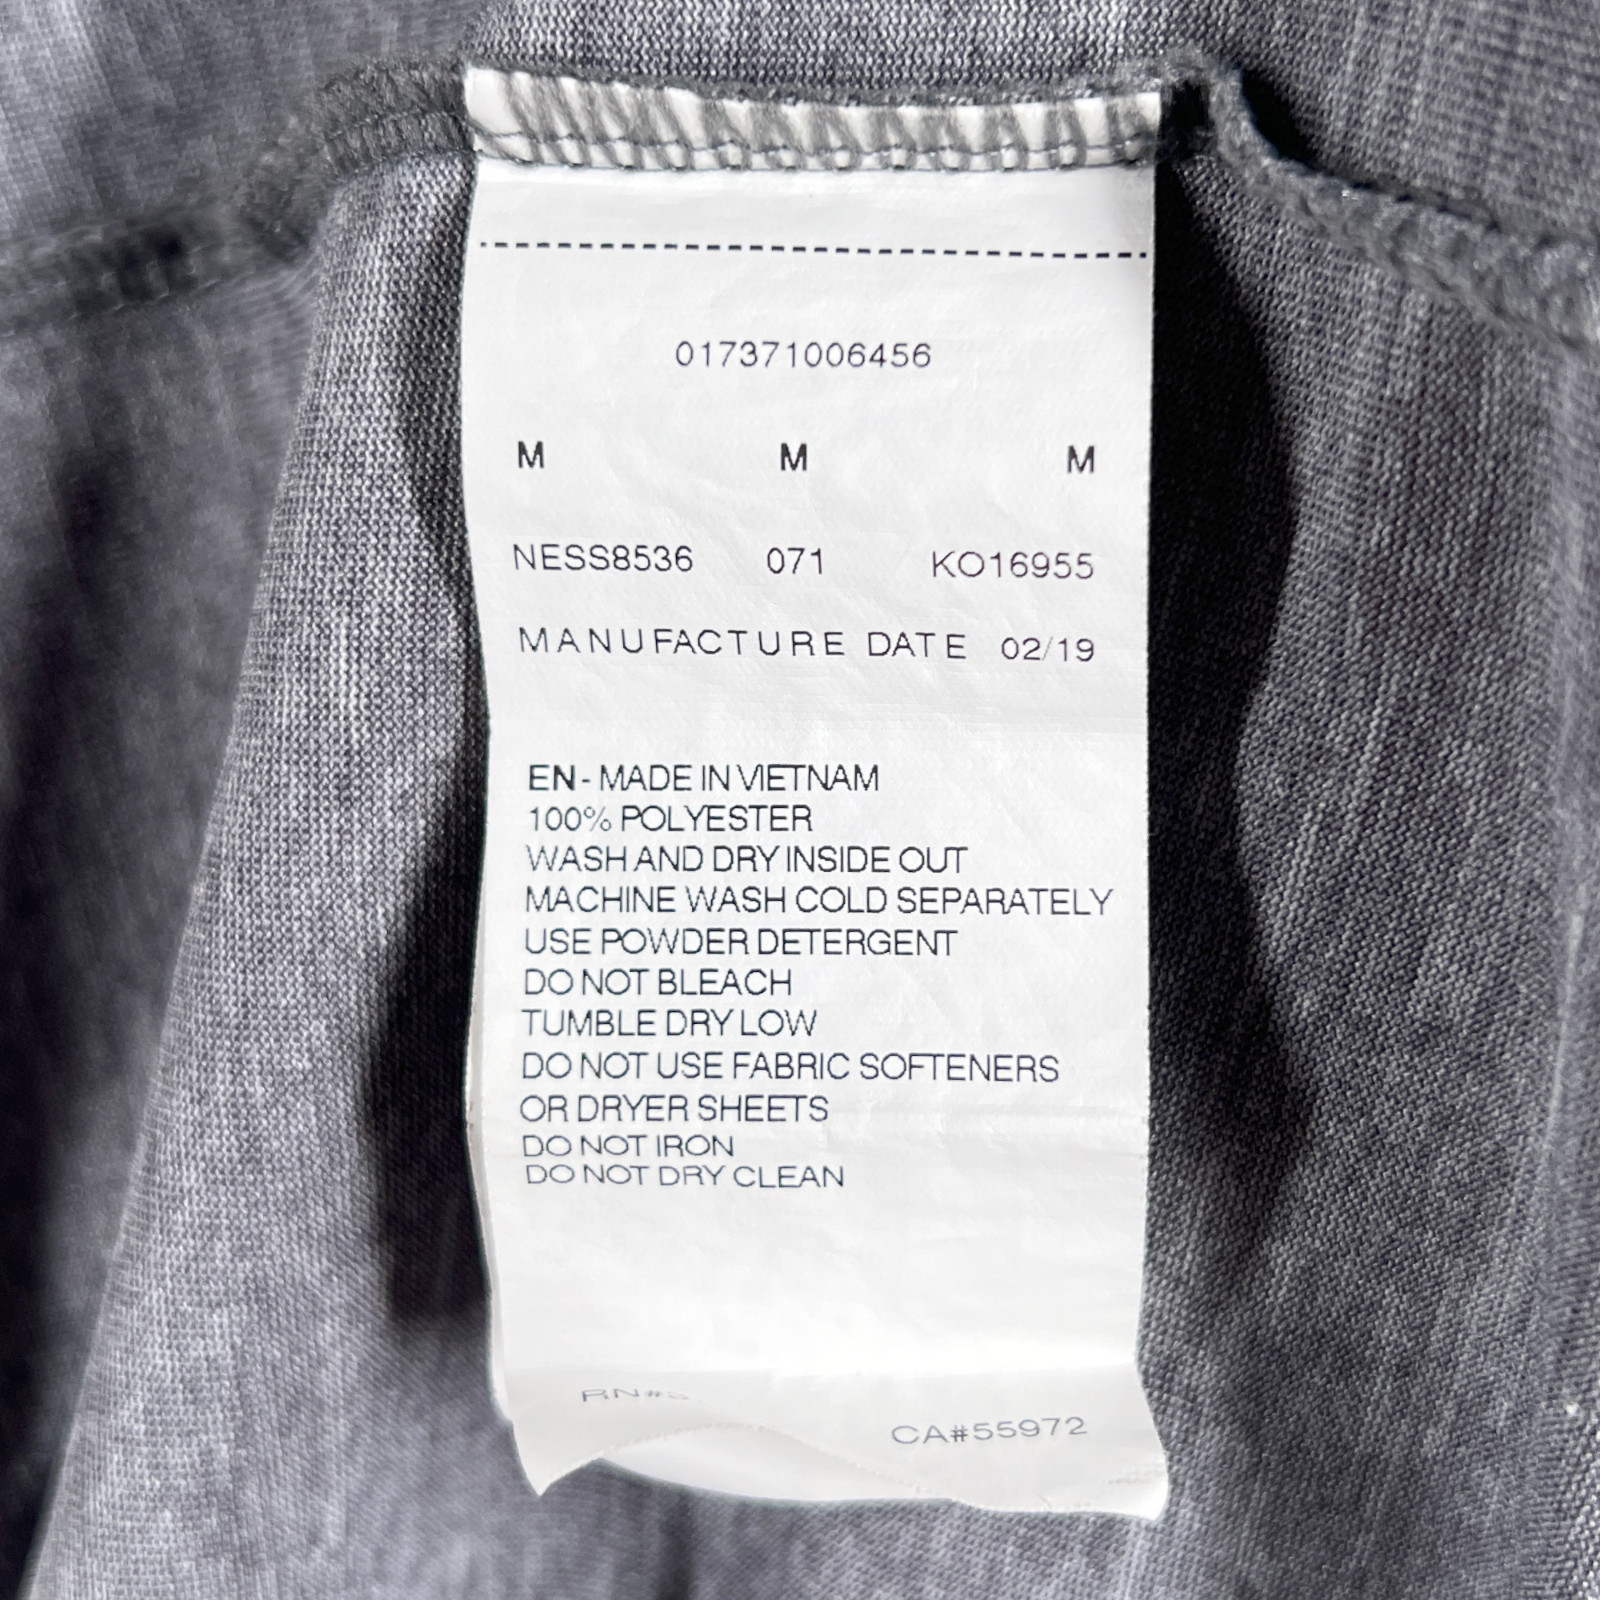 017371006456
M M M
NESS8536 071 KO16955
MANUFACTURE DATE 02/19
EN - MADE IN VIETNAM
100% POLYESTER
WASH AND DRY INSIDE OUT
MACHINE WASH COLD SEPARATELY
USE POWDER DETERGENT
DO NOT BLEACH
TUMBLE DRY LOW
DO NOT USE FABRIC SOFTENERS
OR DRYER SHEETS
DO NOT IRON
DO NOT DRY CLEAN
CA#55972